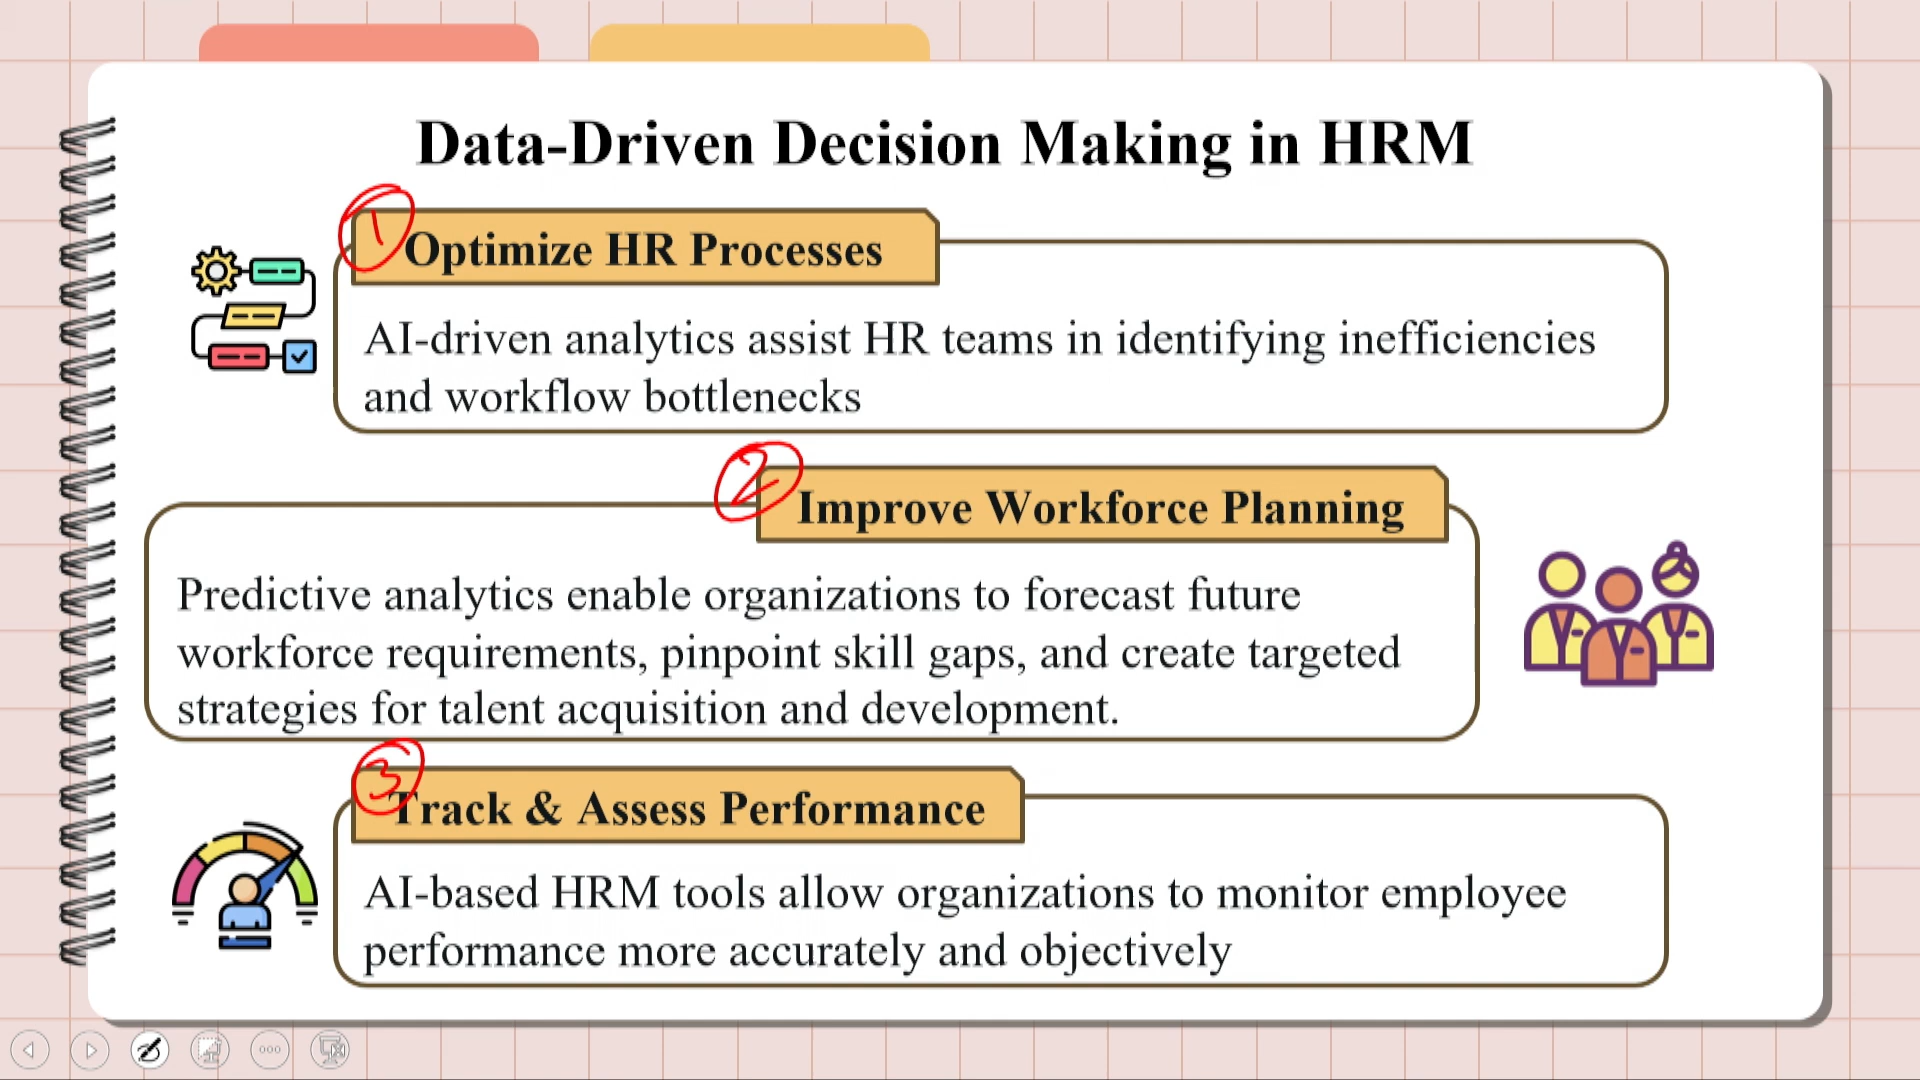 Data-Driven Decision Making in HRM
1
Optimize HR Processes
AI-driven analytics assist HR teams in identifying inefficiencies
and workflow bottlenecks
2
Improve Workforce Planning
Predictive analytics enable organizations to forecast future
workforce requirements, pinpoint skill gaps, and create targeted
strategies for talent acquisition and development.
3
Track & Assess Performance
AI-based HRM tools allow organizations to monitor employee
performance more accurately and objectively